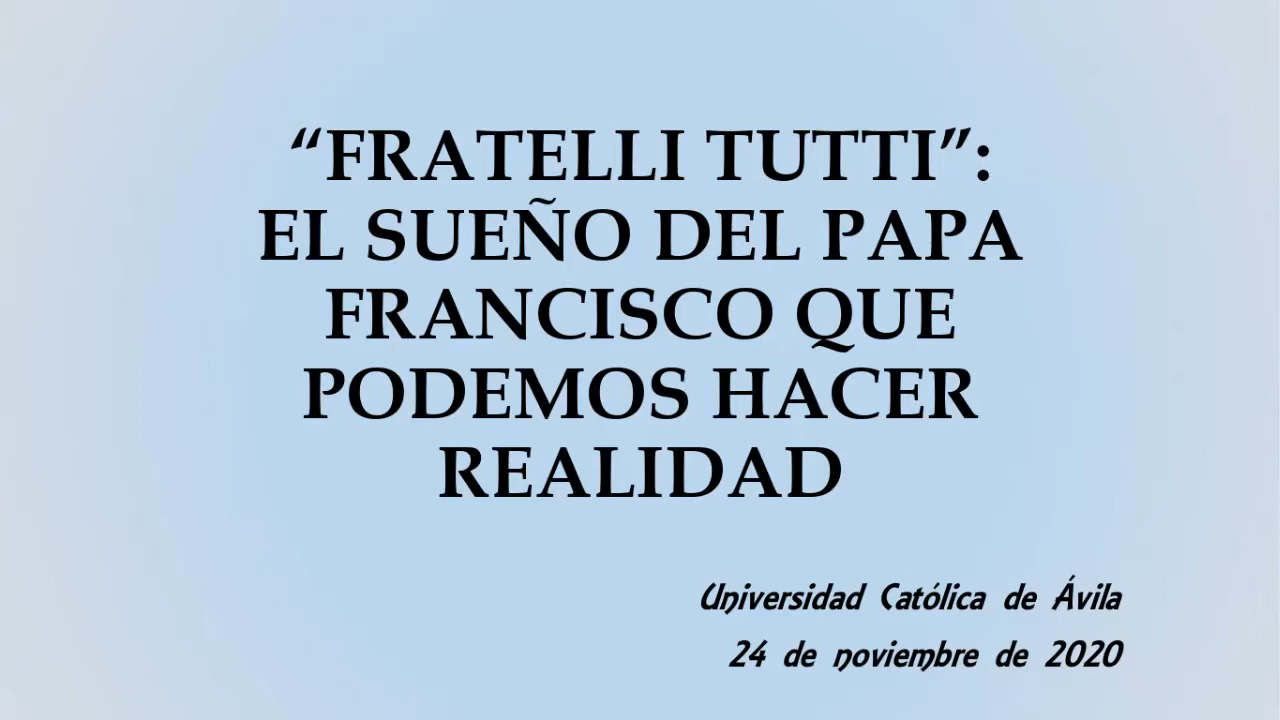 “FRATELLI TUTTI”:
EL SUEÑO DEL PAPA
FRANCISCO QUE
PODEMOS HACER
REALIDAD
Universidad Católica de Ávila
24 de noviembre de 2020